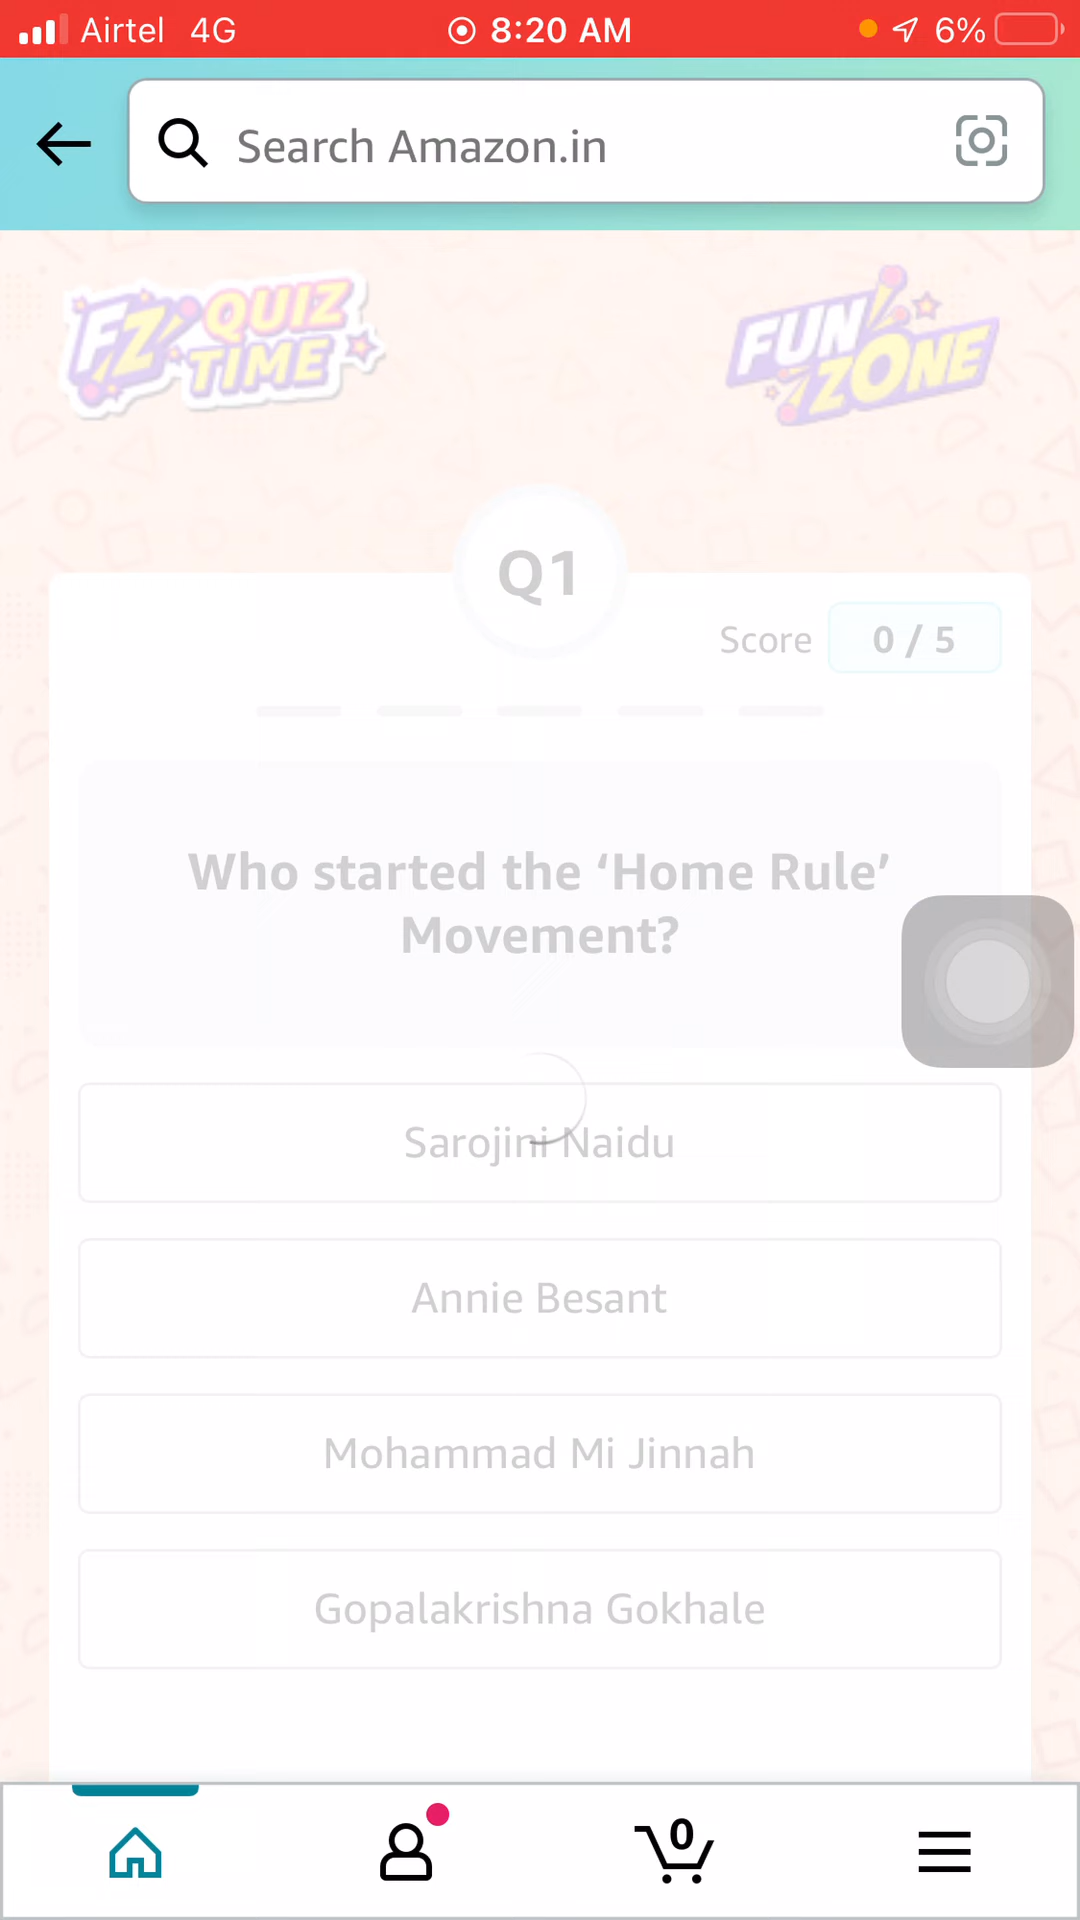 Airtel 4G 8:20 AM 6%
Search Amazon.in
FZ QUIZ TIME
FUN ZONE
Q1
Score 0 / 5
Who started the ‘Home Rule’
Movement?
Sarojini Naidu
Annie Besant
Mohammad Mi Jinnah
Gopalakrishna Gokhale
0